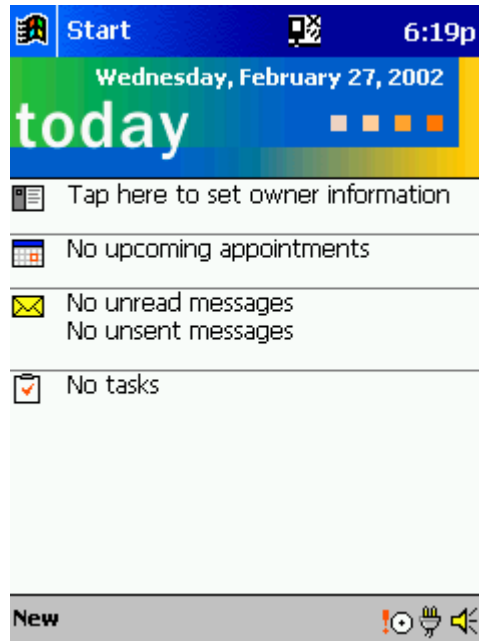 Start 6:19p
Wednesday, February 27, 2002
today
Tap here to set owner information
No upcoming appointments
No unread messages
No unsent messages
No tasks
New